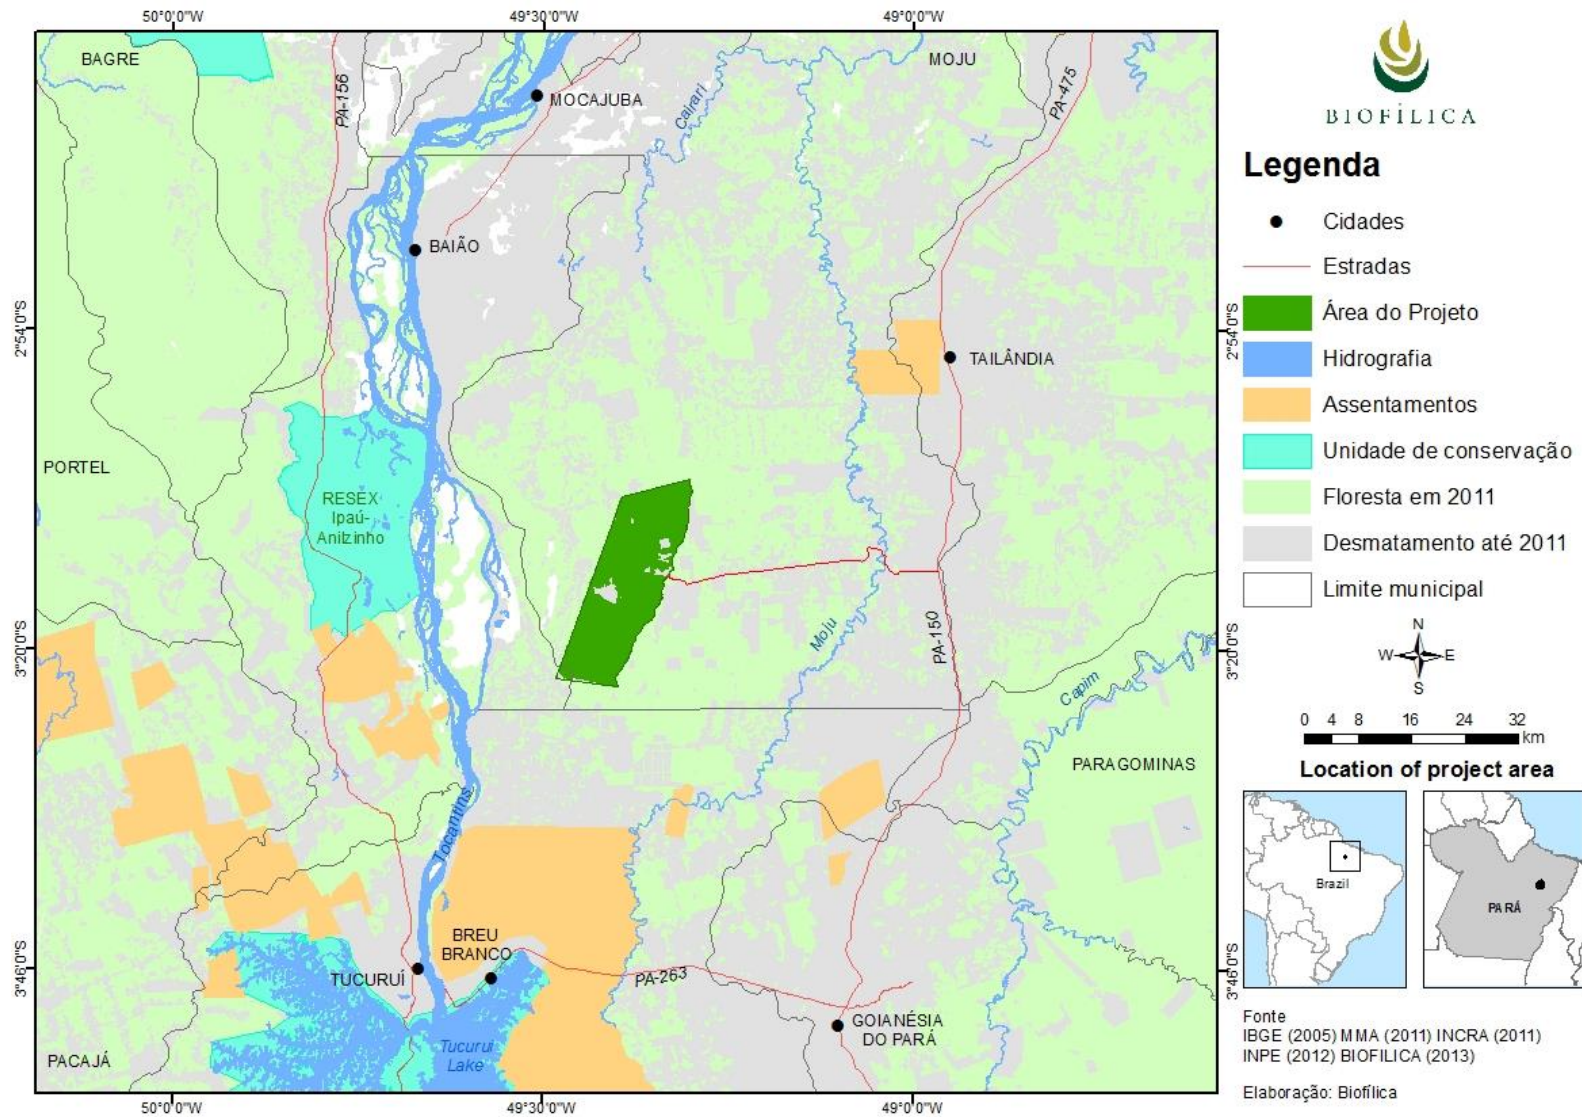 50°0'0"W
49°30'0"W
49°0'0"W
BAGRE
PA-156
MOCAJUBA
Cairari
MOJU
PA-475
BIOFÍLICA
Legenda
Cidades
Estradas
Área do Projeto
Hidrografia
Assentamentos
Unidade de conservação
Floresta em 2011
Desmatamento até 2011
Limite municipal
BAIÃO
2°54'0"S
2°54'0"S
TAILÂNDIA
PORTEL
RESEX
Ipaú-
Anilzinho
Moju
PA-150
3°20'0"S
3°20'0"S
Capim
N
W
E
S
0 4 8 16 24 32
km
PARAGOMINAS
Location of project area
Brazil
PARÁ
Tocantins
BREU
BRANCO
TUCURUÍ
PA-263
3°46'0"S
3°46'0"S
GOIANÉSIA
DO PARÁ
Tucurui
Lake
PACAJÁ
Fonte
IBGE (2005) MMA (2011) INCRA (2011)
INPE (2012) BIOFILICA (2013)
Elaboração: Biofílica
50°0'0"W
49°30'0"W
49°0'0"W